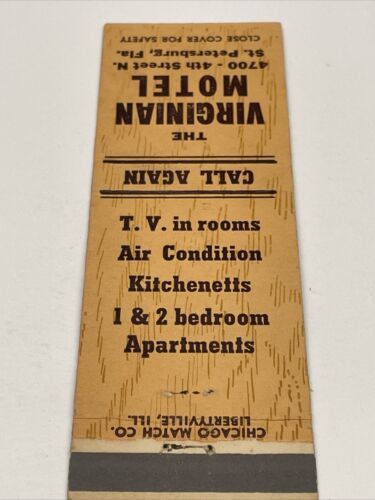 THE
VIRGINIAN
MOTEL
4700 - 4th Street N.
St. Petersburg, Fla.
CLOSE COVER FOR SAFETY
CALL AGAIN
T. V. in rooms
Air Condition
Kitchenetts
1 & 2 bedroom
Apartments
CHICAGO MATCH CO.
LIBERTYVILLE, ILL.